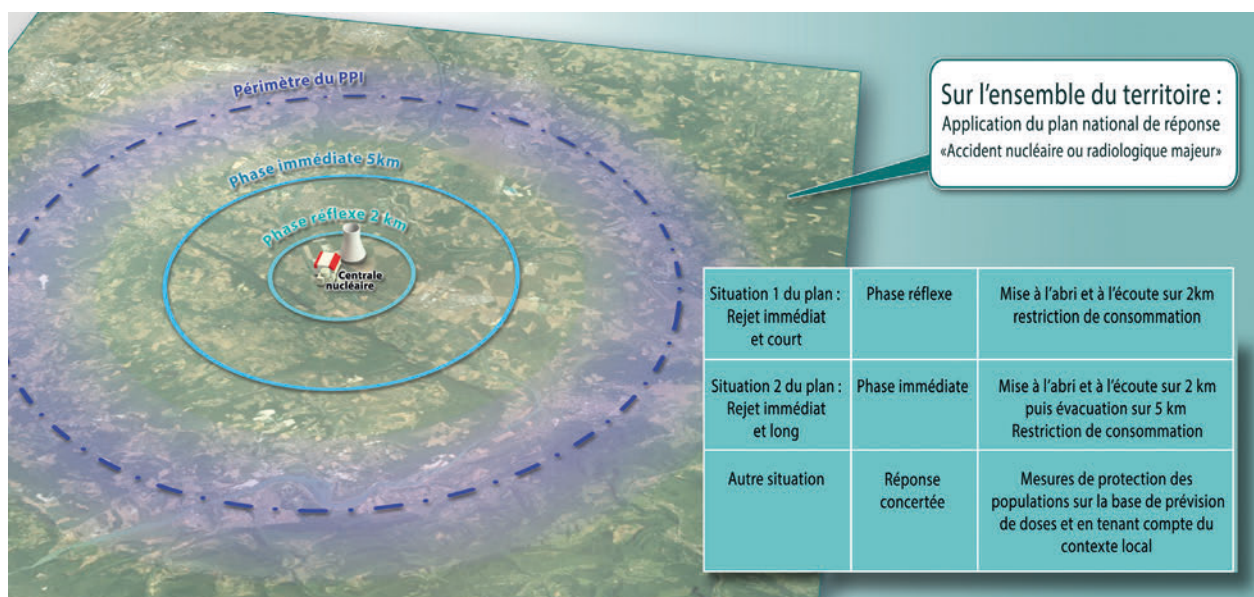 Périmètre du PPI
Phase immédiate 5km
Phase réflexe 2 km
Centrale
nucléaire
Sur l'ensemble du territoire :
Application du plan national de réponse
«Accident nucléaire ou radiologique majeur»
Situation 1 du plan :
Rejet immédiat
et court
Phase réflexe
Mise à l'abri et à l'écoute sur 2km
restriction de consommation
Situation 2 du plan :
Rejet immédiat
et long
Phase immédiate
Mise à l'abri et à l'écoute sur 2 km
puis évacuation sur 5 km
Restriction de consommation
Autre situation
Réponse
concertée
Mesures de protection des
populations sur la base de prévision
de doses et en tenant compte du
contexte local